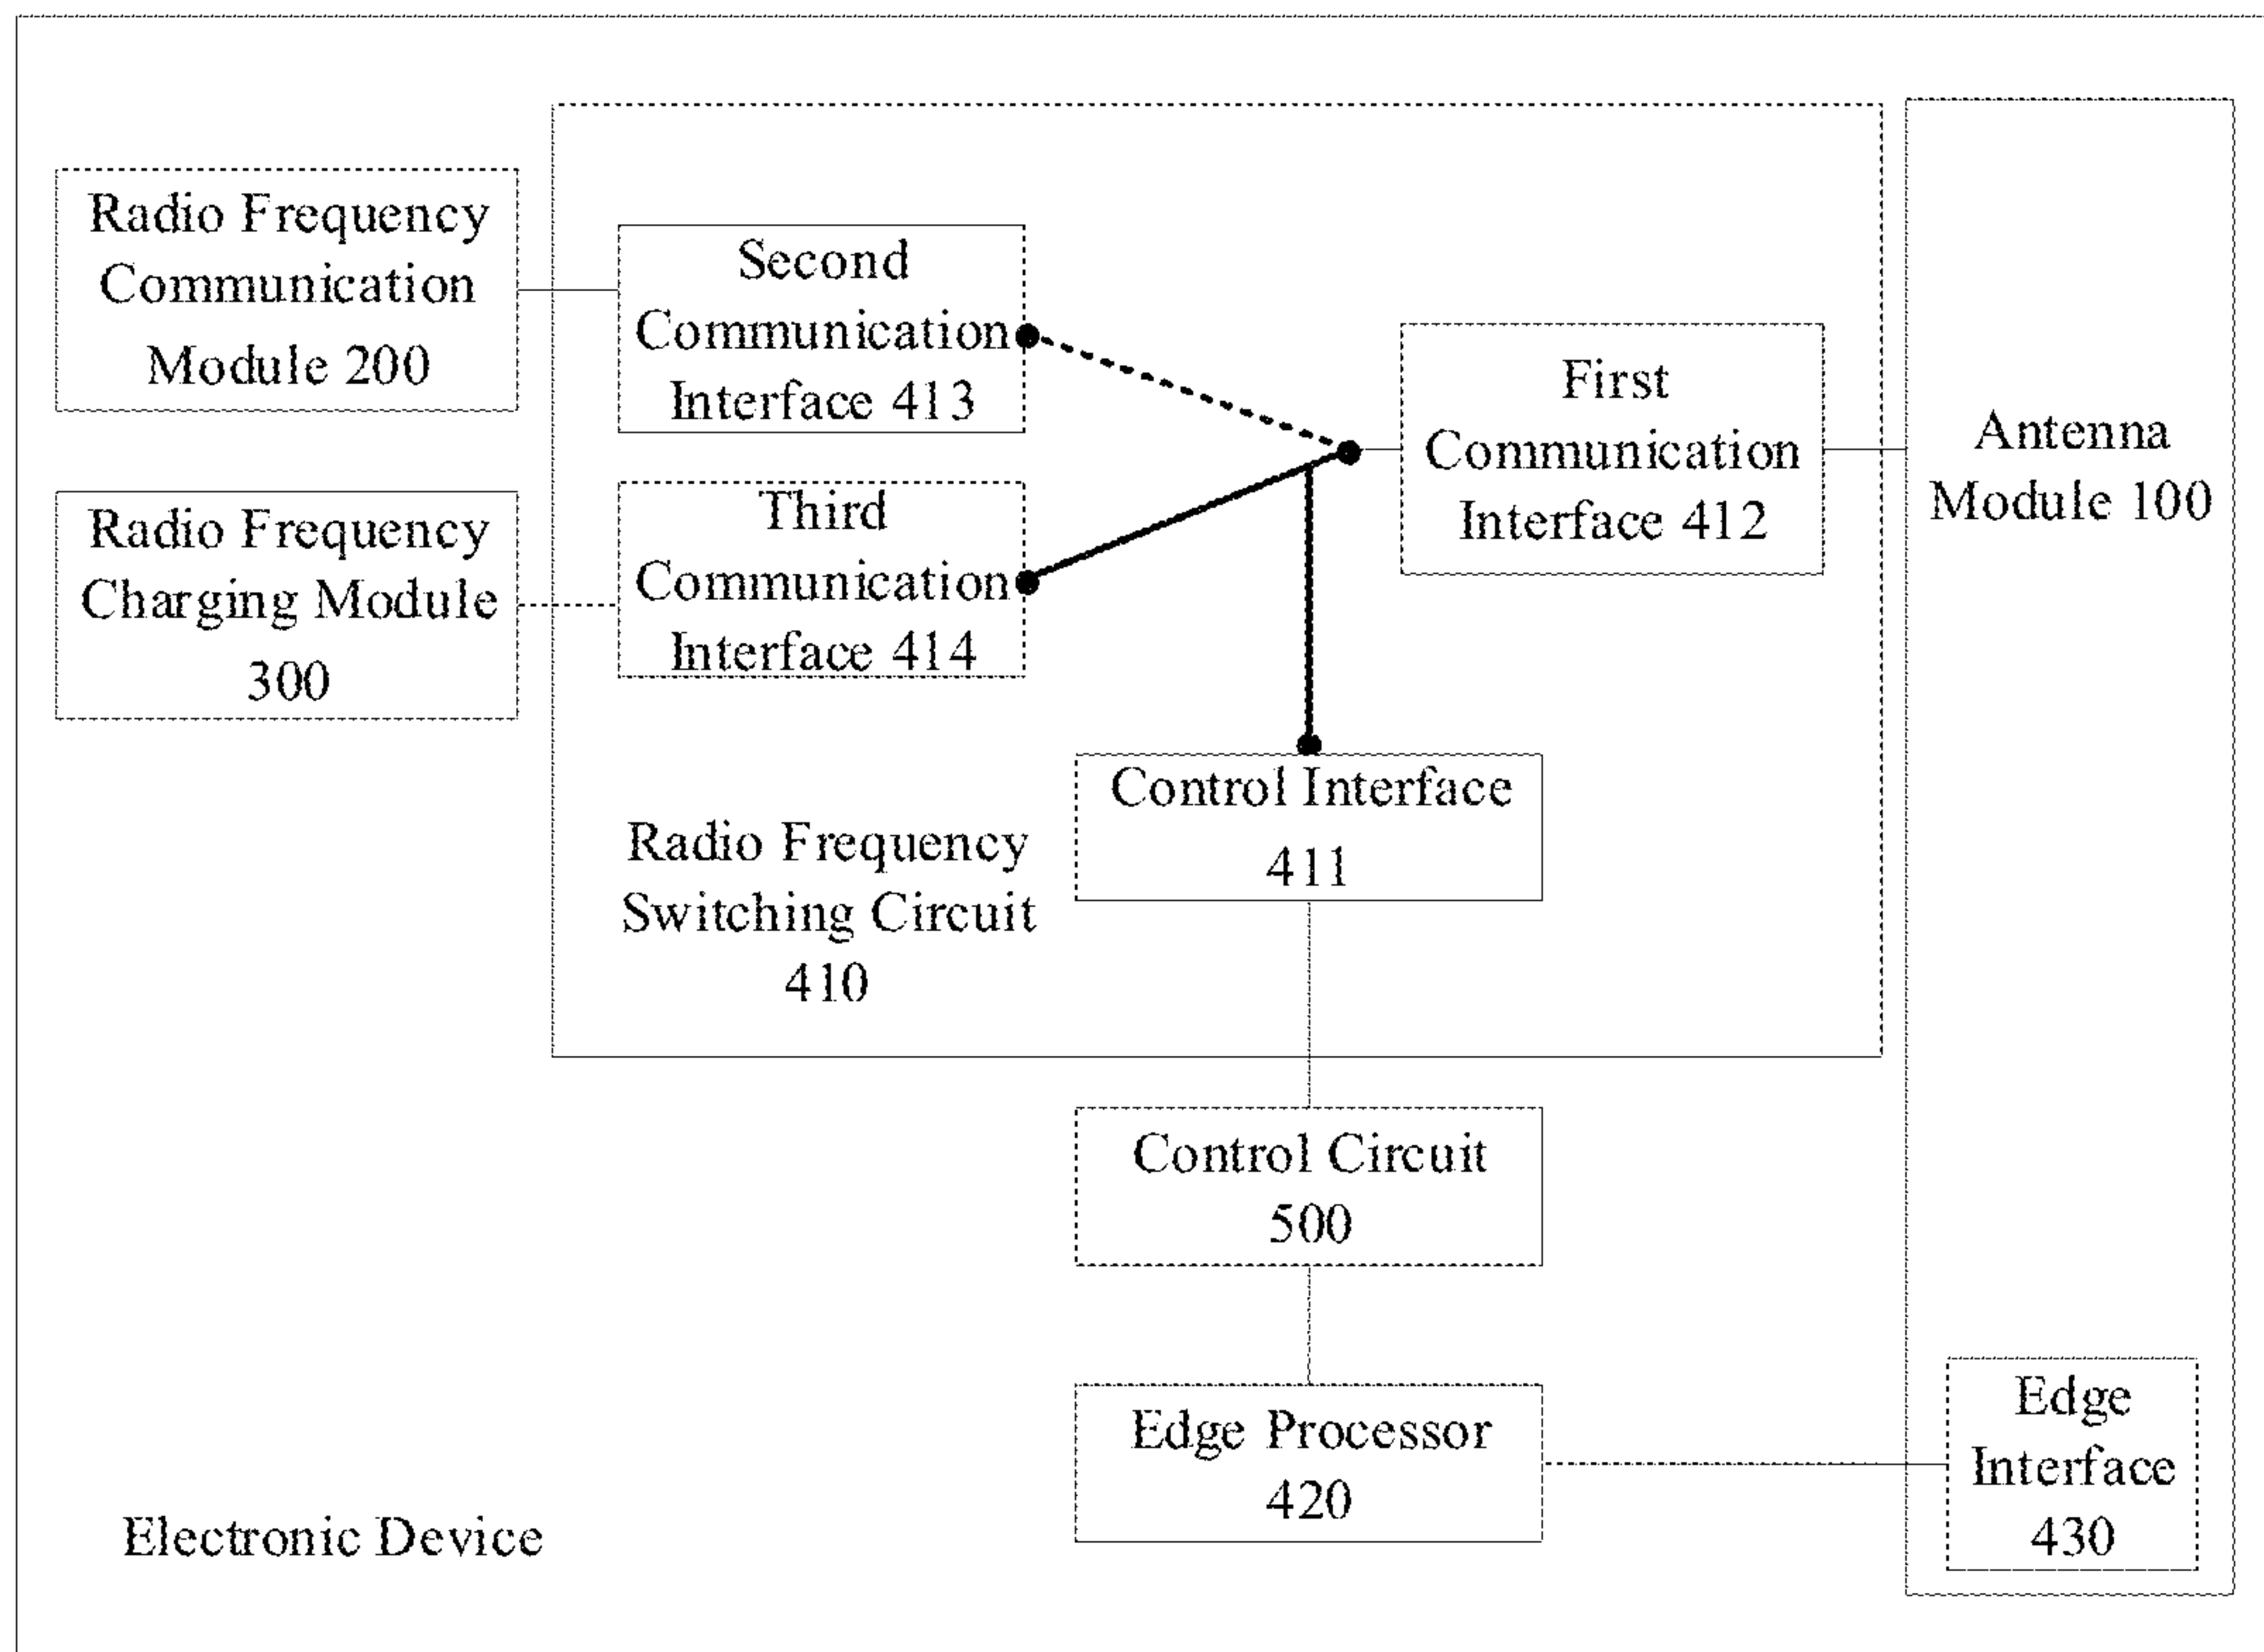 Radio Frequency
Communication
Module 200
Second
Communication
Interface 413
First
Communication
Interface 412
Antenna
Module 100
Radio Frequency
Charging Module
300
Third
Communication
Interface 414
Control Interface
411
Radio Frequency
Switching Circuit
410
Control Circuit
500
Edge Processor
420
Edge
Interface
430
Electronic Device